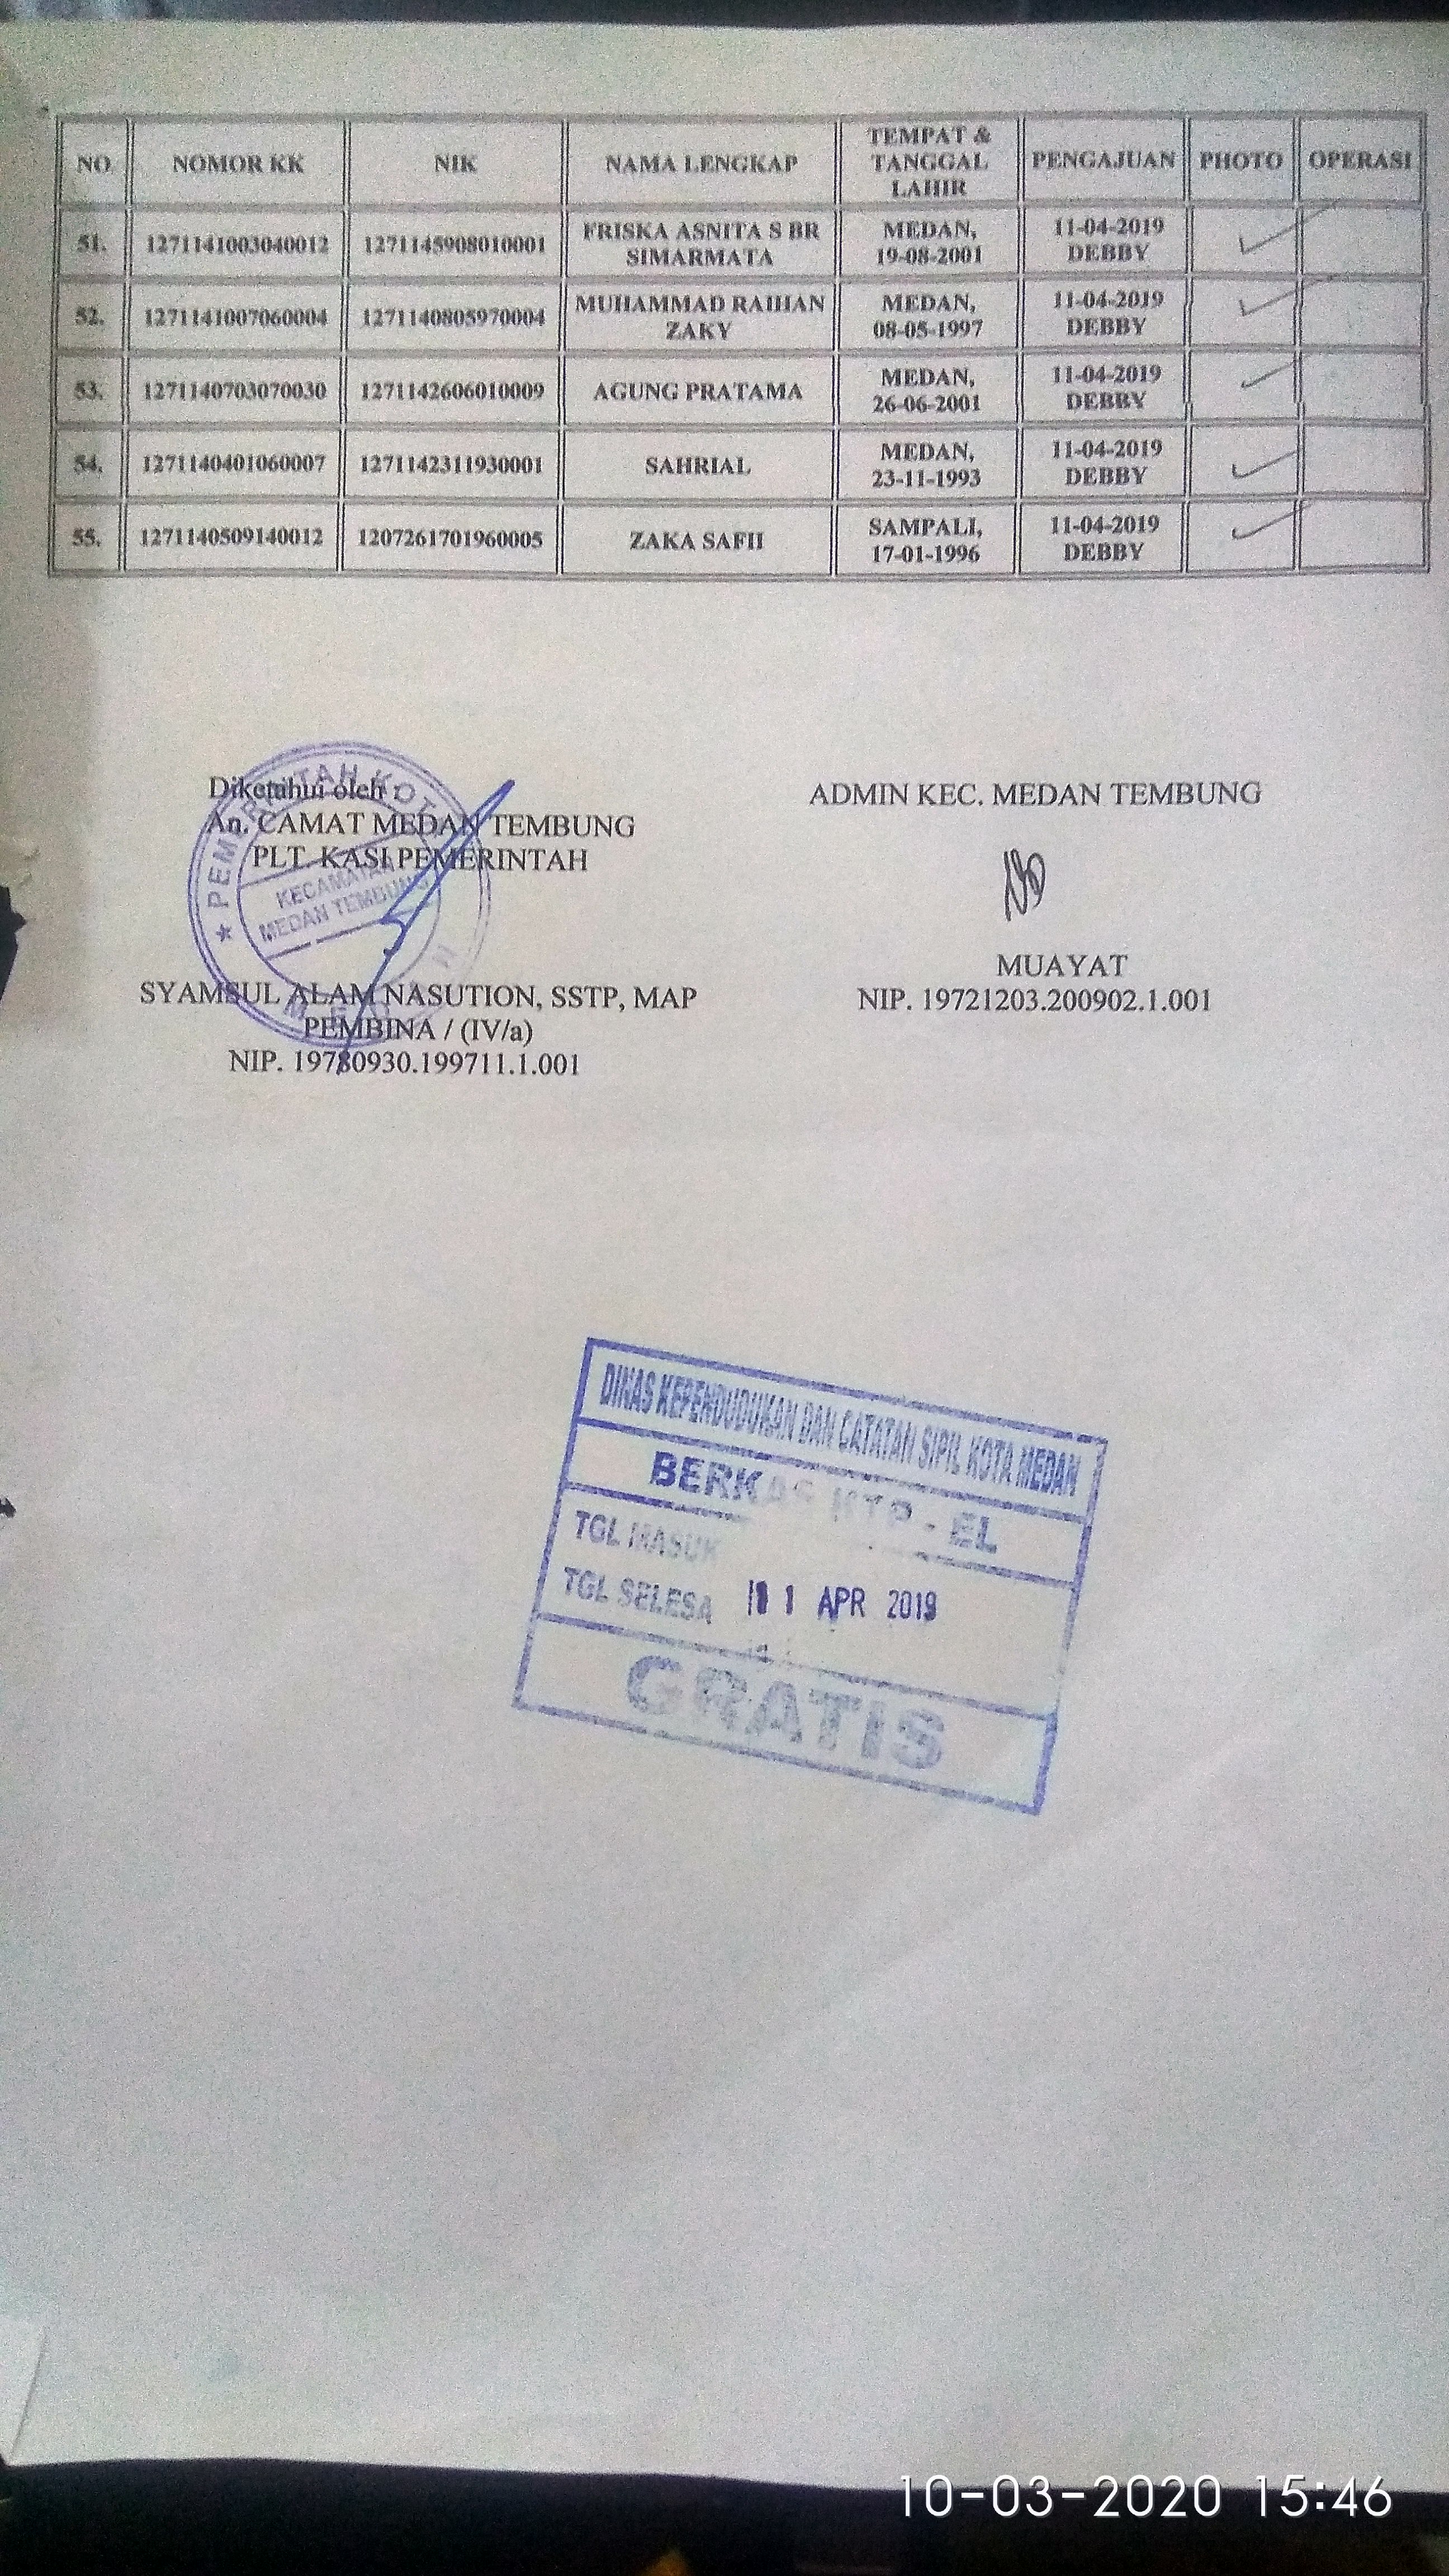 NO. NOMOR KK NIK NAMA LENGKAP TEMPAT & TANGGAL LAHIR PENGAJUAN PHOTO OPERASI
51. 1271141003040012 1271145908010001 FRISKA ASNITA S BR SIMARMATA MEDAN, 19-08-2001 11-04-2019 DEBBY
52. 1271141007060004 1271140805970004 MUHAMMAD RAIHAN ZAKY MEDAN, 08-05-1997 11-04-2019 DEBBY
53. 1271140703070030 1271142606010009 AGUNG PRATAMA MEDAN, 26-06-2001 11-04-2019 DEBBY
54. 1271140401060007 1271142311930001 SAHRIAL MEDAN, 23-11-1993 11-04-2019 DEBBY
55. 1271140509140012 1207261701960005 ZAKA SAFII SAMPALI, 17-01-1996 11-04-2019 DEBBY
Diketahui oleh :
An. CAMAT MEDAN TEMBUNG
PLT. KASI PEMERINTAH
PEMERINTAH KOTA
KECAMATAN
MEDAN TEMBUNG
SYAMSUL ALAM NASUTION, SSTP, MAP
PEMBINA / (IV/a)
NIP. 19780930.199711.1.001
ADMIN KEC. MEDAN TEMBUNG
MUAYAT
NIP. 19721203.200902.1.001
DINAS KEPENDUDUKAN DAN CATATAN SIPIL KOTA MEDAN
BERKAS KTP - EL
TGL MASUK
TGL SELESA 11 APR 2019
GRATIS
10-03-2020 15:46